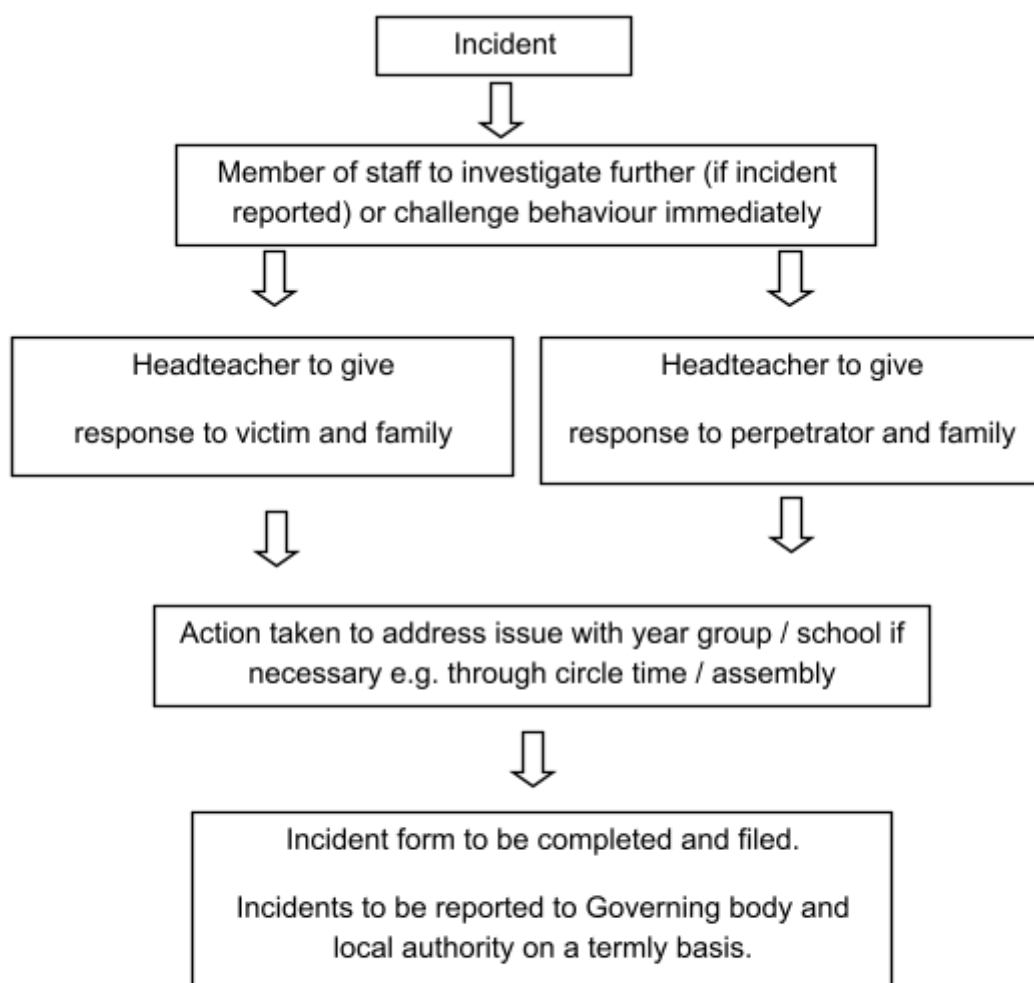 Incident
Member of staff to investigate further (if incident
reported) or challenge behaviour immediately
Headteacher to give
response to victim and family
Headteacher to give
response to perpetrator and family
Action taken to address issue with year group / school if
necessary e.g. through circle time / assembly
Incident form to be completed and filed.
Incidents to be reported to Governing body and
local authority on a termly basis.